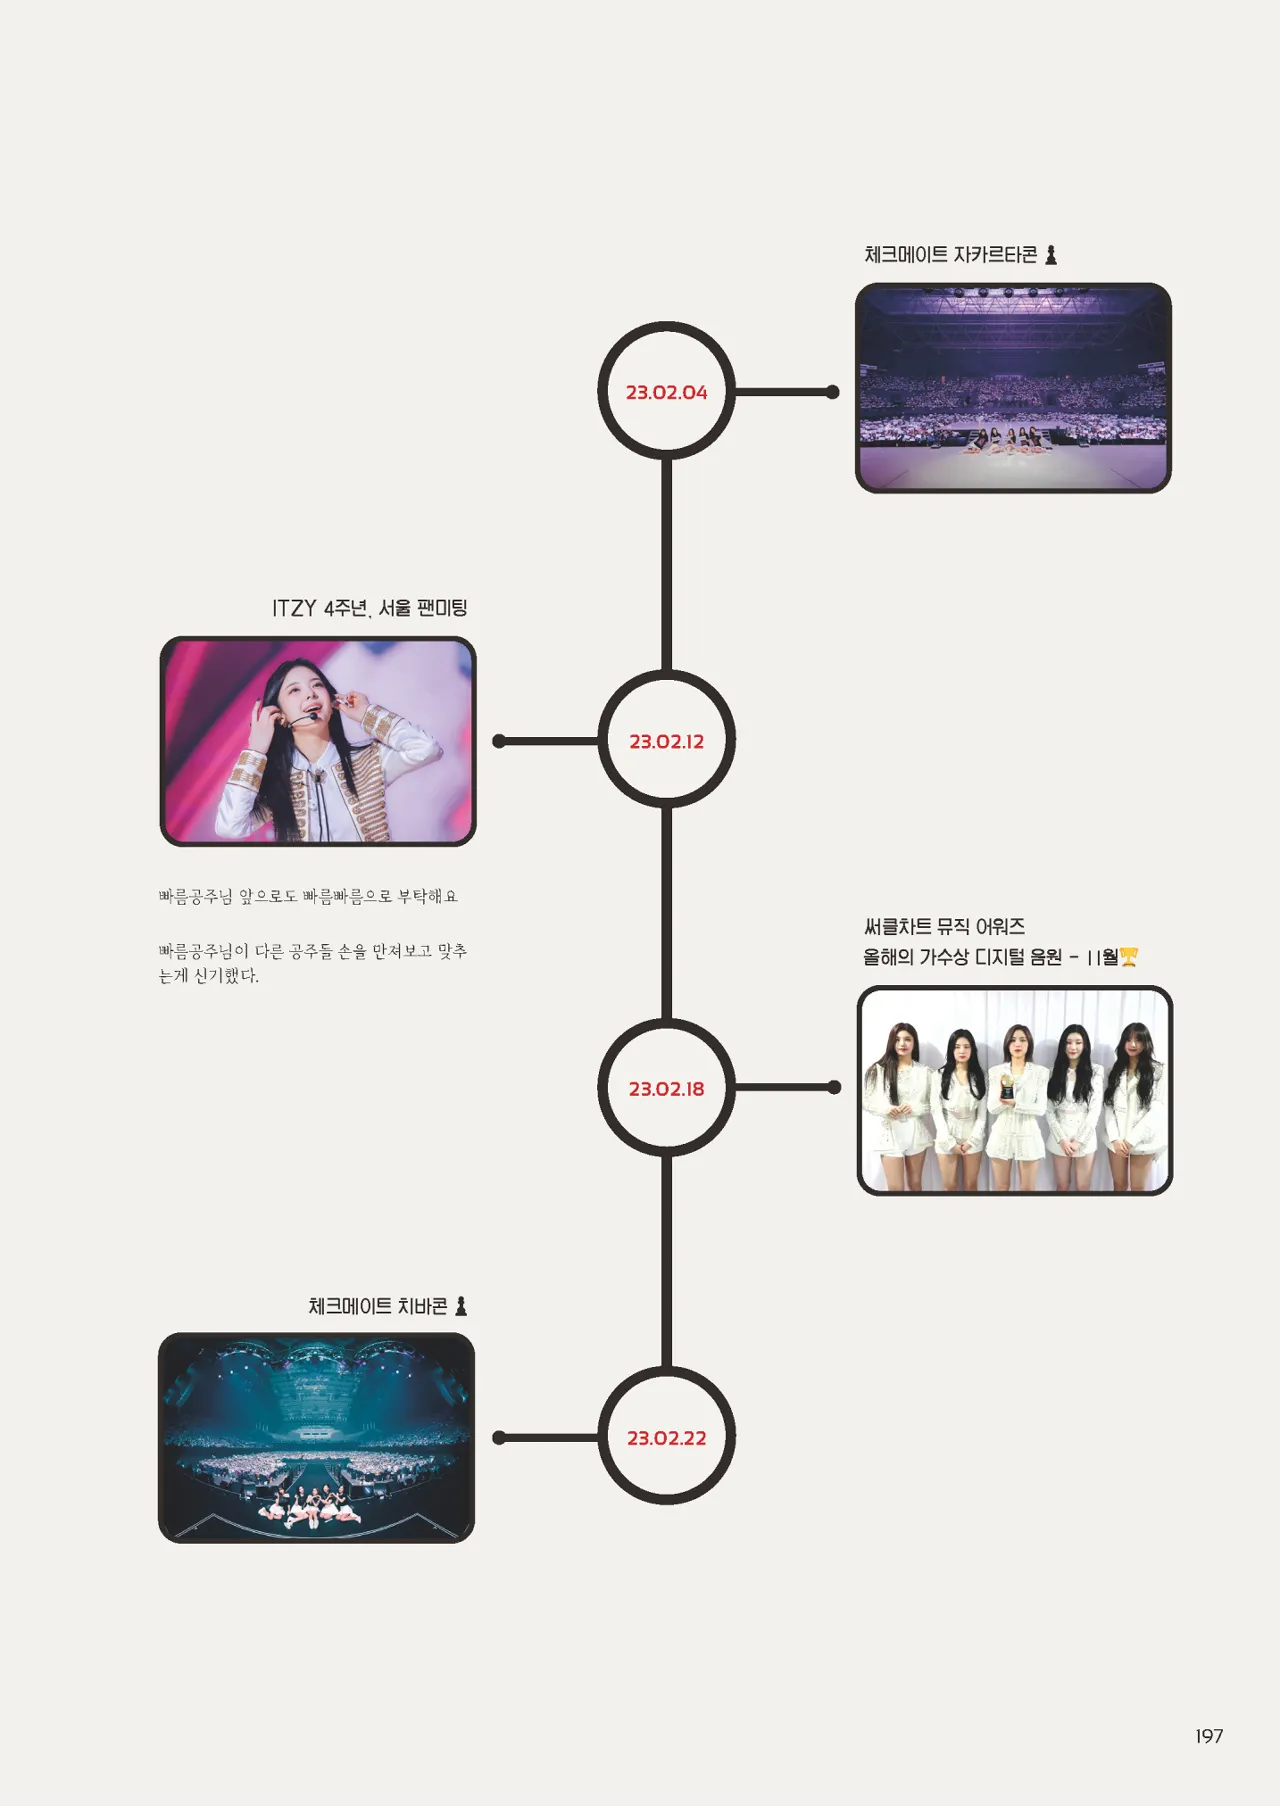 체크메이트 자카르타콘
23.02.04
ITZY 4주년, 서울 팬미팅
23.02.12
빠름공주님 앞으로도 빠름빠름으로 부탁해요
빠름공주님이 다른 공주들 손을 만져보고 맞추
는게 신기했다.
써클차트 뮤직 어워즈
올해의 가수상 디지털 음원 - 11월
23.02.18
체크메이트 치바콘
23.02.22
197